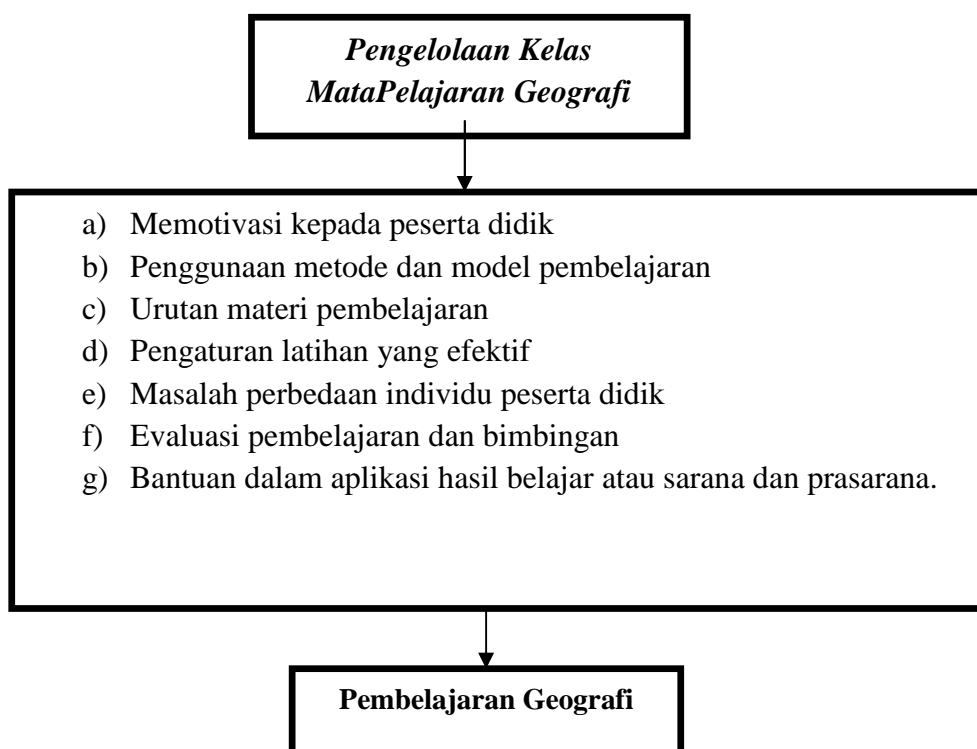 Pengelolaan Kelas
MataPelajaran Geografi
a) Memotivasi kepada peserta didik
b) Penggunaan metode dan model pembelajaran
c) Urutan materi pembelajaran
d) Pengaturan latihan yang efektif
e) Masalah perbedaan individu peserta didik
f) Evaluasi pembelajaran dan bimbingan
g) Bantuan dalam aplikasi hasil belajar atau sarana dan prasarana.
Pembelajaran Geografi